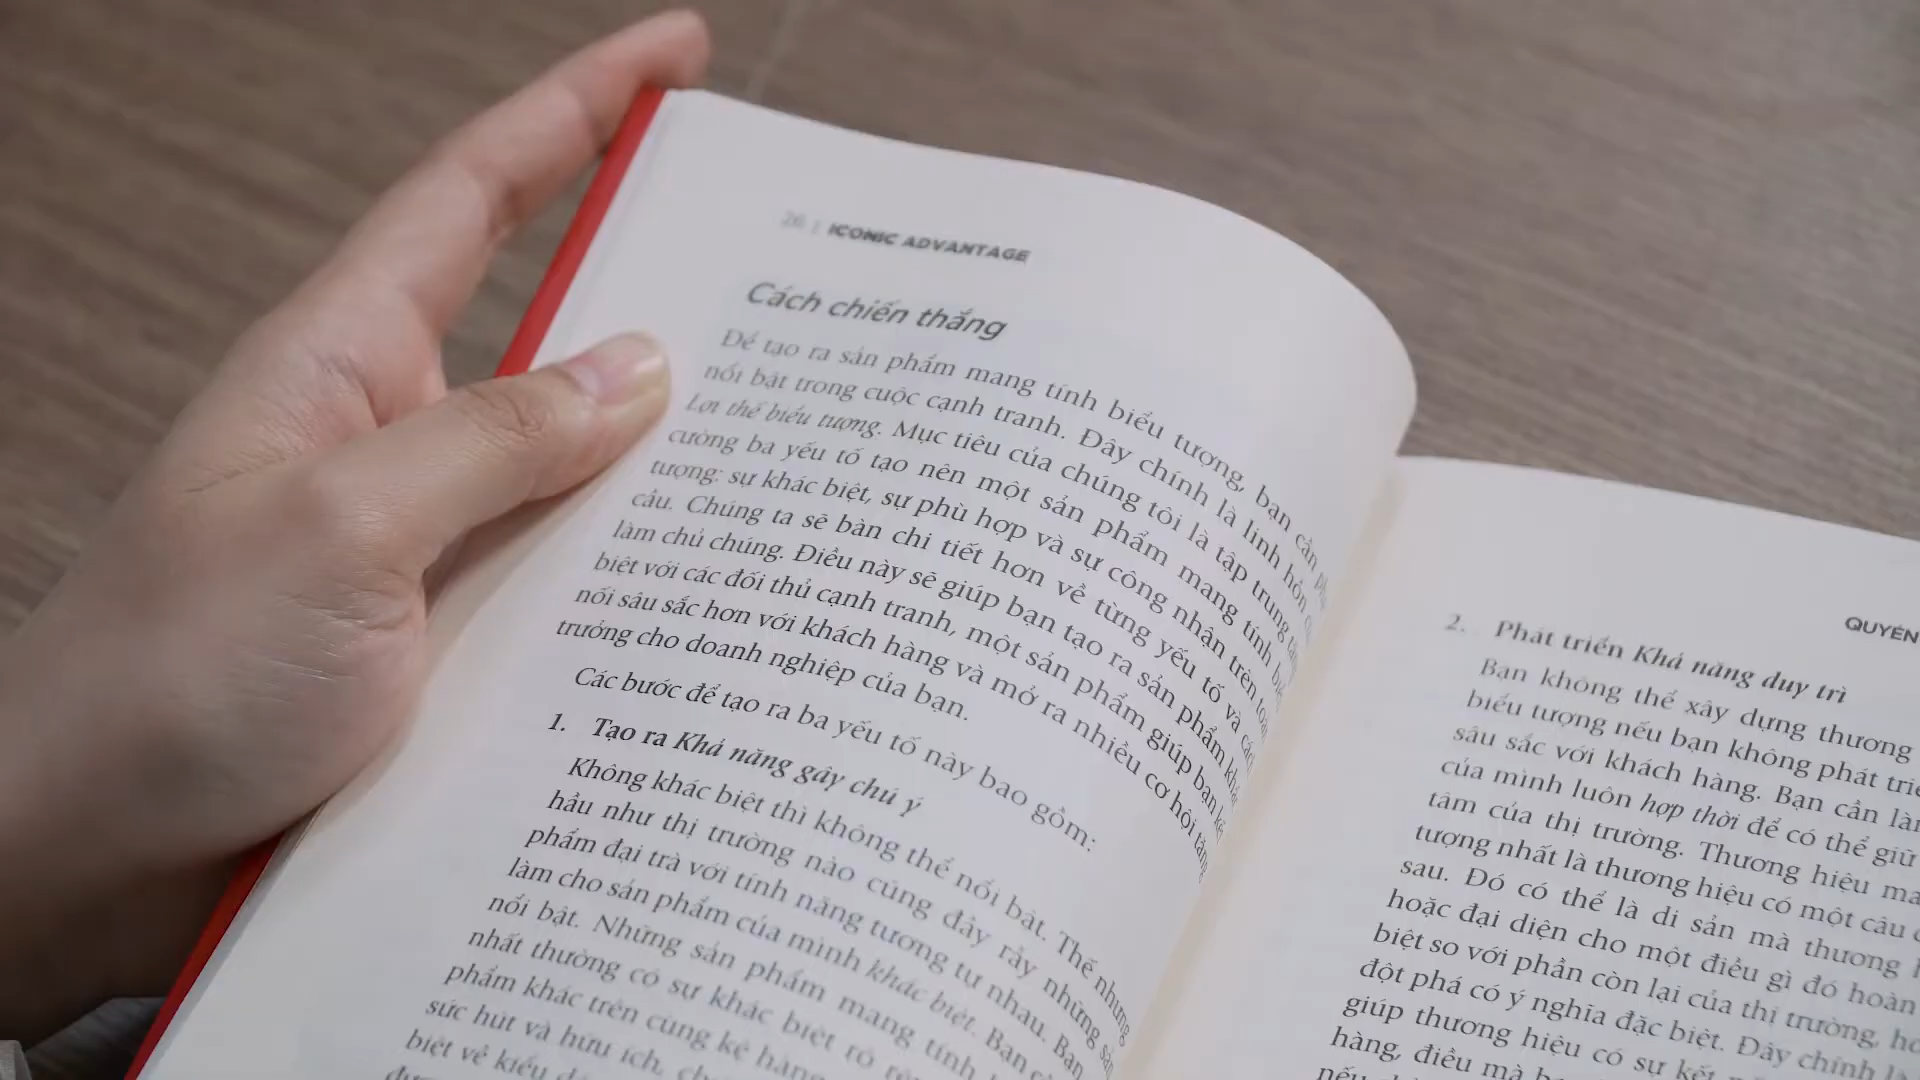 26 | ICONIC ADVANTAGE
Cách chiến thắng
Để tạo ra sản phẩm mang tính biểu tượng, bạn cần
nổi bật trong cuộc cạnh tranh. Đây chính là linh hồn
Lợi thế biểu tượng. Mục tiêu của chúng tôi là tập trung tăng
cường ba yếu tố tạo nên một sản phẩm mang tính biểu
tượng: sự khác biệt, sự phù hợp và sự công nhận trên toàn
cầu. Chúng ta sẽ bàn chi tiết hơn về từng yếu tố và cách
làm chủ chúng. Điều này sẽ giúp bạn tạo ra sản phẩm khác
biệt với các đối thủ cạnh tranh, một sản phẩm giúp bạn kết
nối sâu sắc hơn với khách hàng và mở ra nhiều cơ hội tăng
trưởng cho doanh nghiệp của bạn.
Các bước để tạo ra ba yếu tố này bao gồm:
1. Tạo ra Khả năng gây chú ý
Không khác biệt thì không thể nổi bật. Thế nhưng
hầu như thị trường nào cũng đầy rẫy những sản
phẩm đại trà với tính năng tương tự nhau. Bạn
làm cho sản phẩm của mình khác biệt. Bạn
nổi bật. Những sản phẩm mang tính
nhất thường có sự khác biệt rõ
phẩm khác trên cùng kệ hàng
sức hút và hữu ích,
biệt về kiểu
QUYỂN
2. Phát triển Khả năng duy trì
Bạn không thể xây dựng thương
biểu tượng nếu bạn không phát
sâu sắc với khách hàng. Bạn cần
của mình luôn hợp thời để có thể giữ
tâm của thị trường. Thương hiệu
tượng nhất là thương hiệu có một câu
sau. Đó có thể là di sản mà thương
hoặc đại diện cho một điều gì đó
biệt so với phần còn lại của thị trường,
đột phá có ý nghĩa đặc biệt. Đây chính
giúp thương hiệu có sự kết
hàng, điều mà
nếu